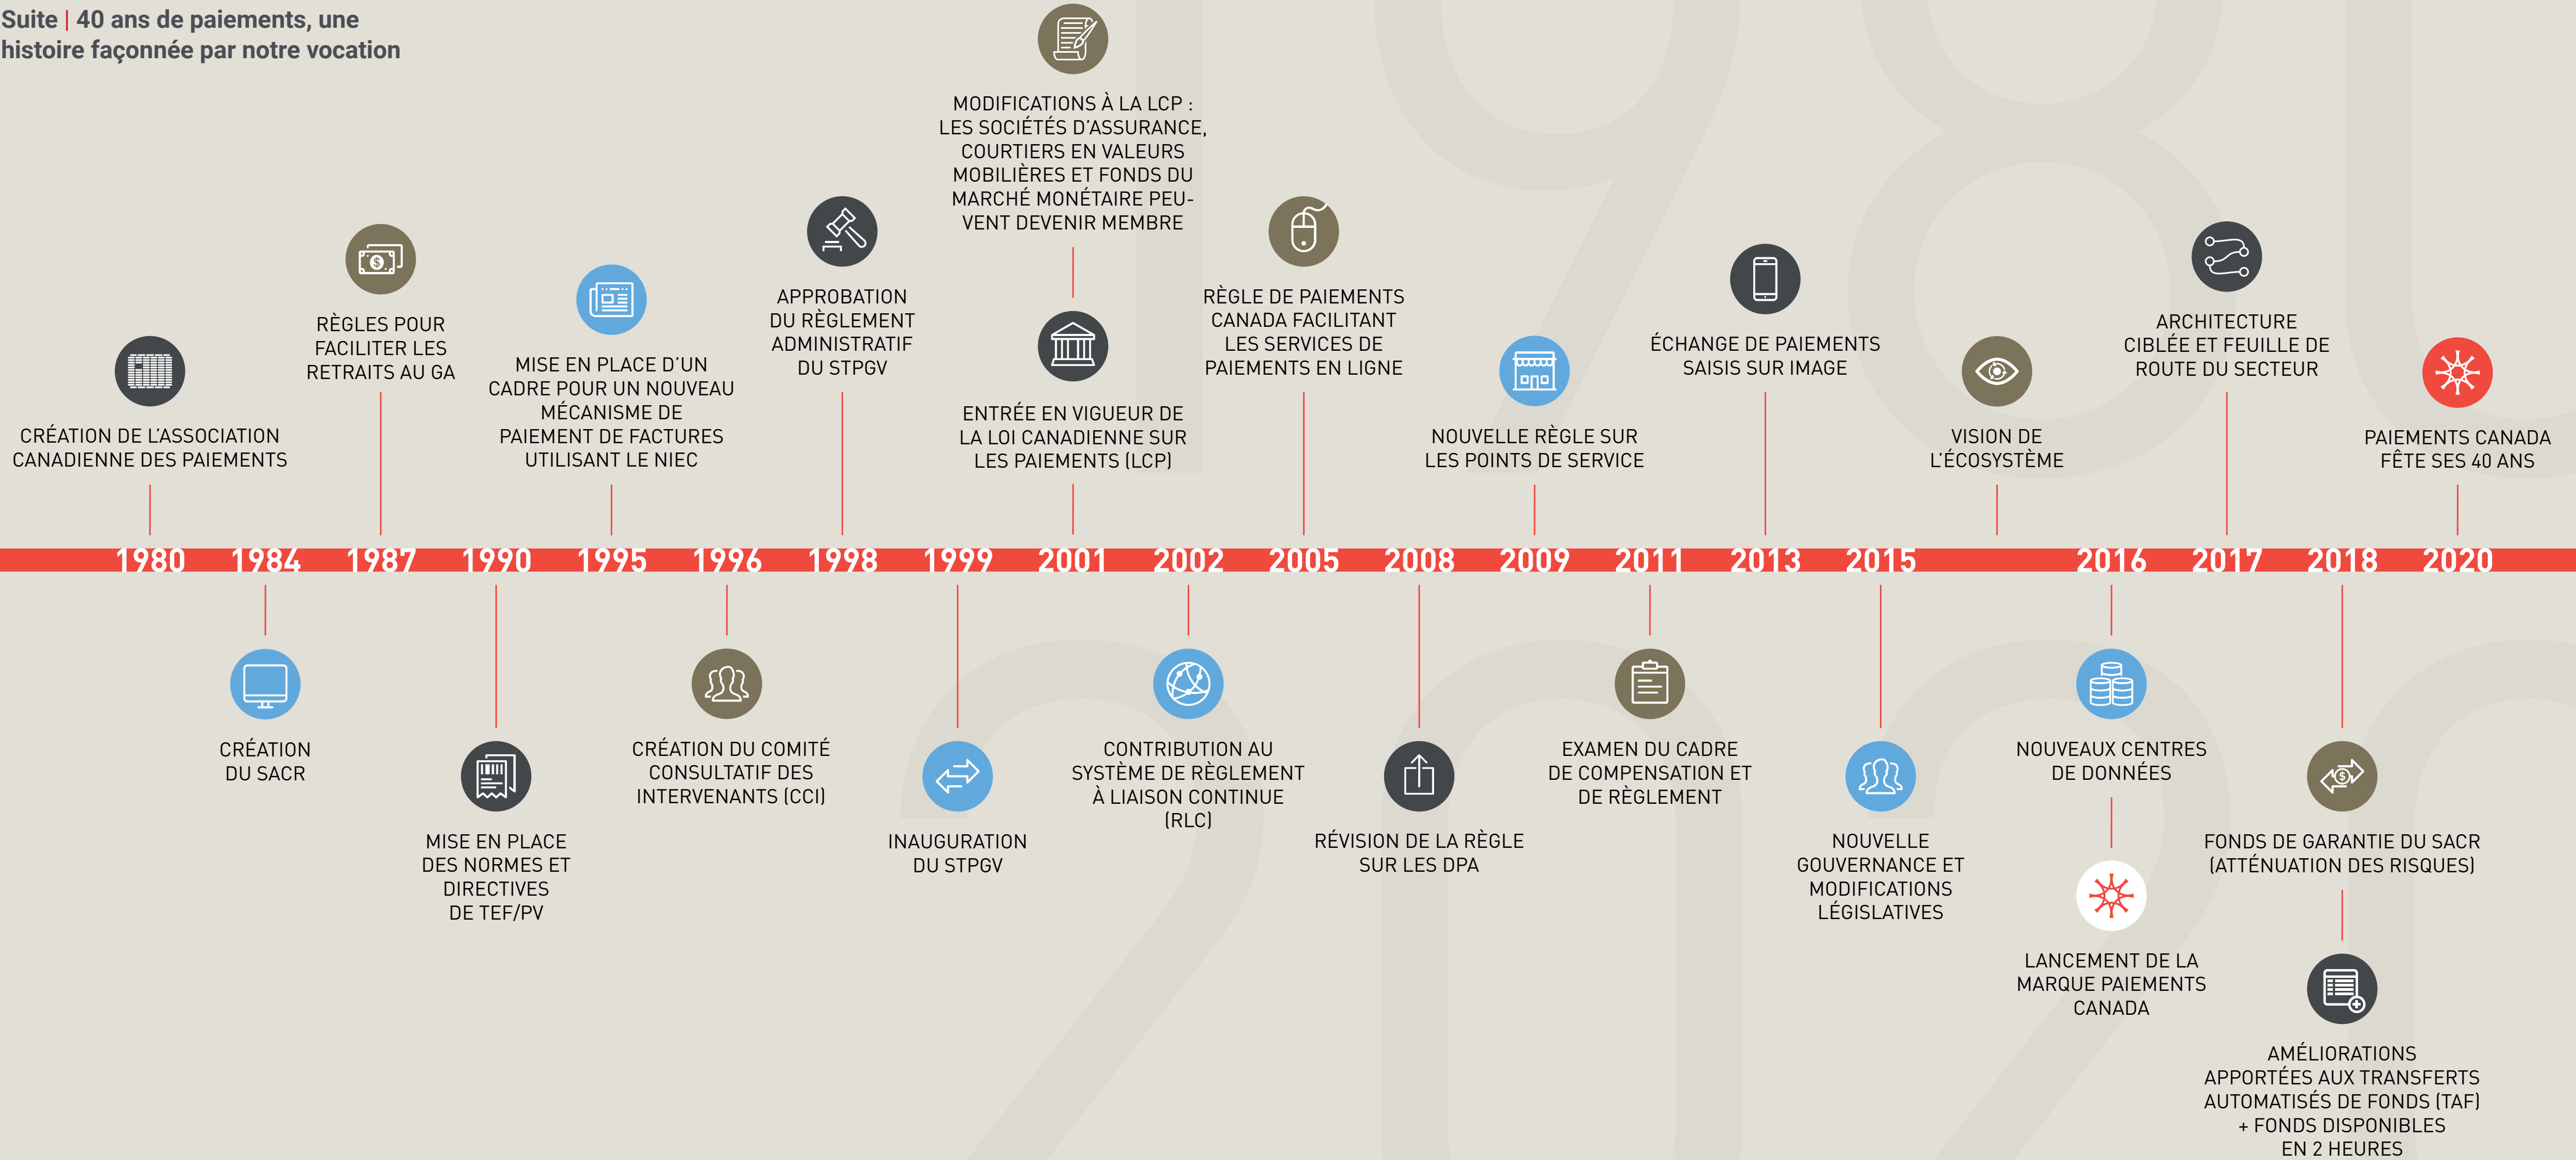 Suite | 40 ans de paiements, une
histoire façonnée par notre vocation
MODIFICATIONS À LA LCP :
LES SOCIÉTÉS D'ASSURANCE,
COURTIERS EN VALEURS
MOBILIÈRES ET FONDS DU
MARCHÉ MONÉTAIRE PEU-
VENT DEVENIR MEMBRE
CRÉATION DE L'ASSOCIATION
CANADIENNE DES PAIEMENTS
RÈGLES POUR
FACILITER LES
RETRAITS AU GA
MISE EN PLACE D'UN
CADRE POUR UN NOUVEAU
MÉCANISME DE
PAIEMENT DE FACTURES
UTILISANT LE NIEC
APPROBATION
DU RÈGLEMENT
ADMINISTRATIF
DU STPGV
ENTRÉE EN VIGUEUR DE
LA LOI CANADIENNE SUR
LES PAIEMENTS (LCP)
RÈGLE DE PAIEMENTS
CANADA FACILITANT
LES SERVICES DE
PAIEMENTS EN LIGNE
NOUVELLE RÈGLE SUR
LES POINTS DE SERVICE
ÉCHANGE DE PAIEMENTS
SAISIS SUR IMAGE
VISION DE
L'ÉCOSYSTÈME
ARCHITECTURE
CIBLÉE ET FEUILLE DE
ROUTE DU SECTEUR
PAIEMENTS CANADA
FÊTE SES 40 ANS
1980 1984 1987 1990 1995 1996 1998 1999 2001 2002 2005 2008 2009 2011 2013 2015 2016 2017 2018 2020
CRÉATION
DU SACR
MISE EN PLACE
DES NORMES ET
DIRECTIVES
DE TEF/PV
CRÉATION DU COMITÉ
CONSULTATIF DES
INTERVENANTS (CCI)
INAUGURATION
DU STPGV
CONTRIBUTION AU
SYSTÈME DE RÈGLEMENT
À LIAISON CONTINUE
(RLC)
RÉVISION DE LA RÈGLE
SUR LES DPA
EXAMEN DU CADRE
DE COMPENSATION ET
DE RÈGLEMENT
NOUVELLE
GOUVERNANCE ET
MODIFICATIONS
LÉGISLATIVES
NOUVEAUX CENTRES
DE DONNÉES
LANCEMENT DE LA
MARQUE PAIEMENTS
CANADA
FONDS DE GARANTIE DU SACR
(ATTÉNUATION DES RISQUES)
AMÉLIORATIONS
APPORTÉES AUX TRANSFERTS
AUTOMATISÉS DE FONDS (TAF)
+ FONDS DISPONIBLES
EN 2 HEURES